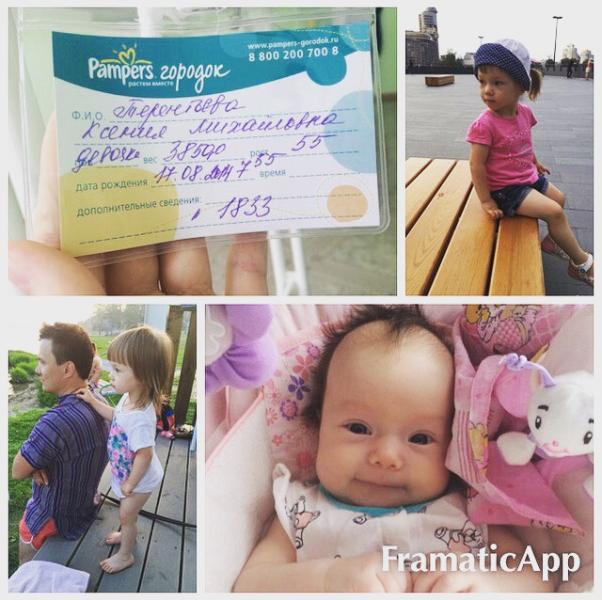 Pampers городок
растем вместе
www.pampers-gorodok.ru
8 800 200 700 8
Ф.И.О. Терентьева
Ксения Михайловна
девочка вес 3850 рост 55
дата рождения 17.08.2014 7 55 время
дополнительные сведения:
1833
FramaticApp